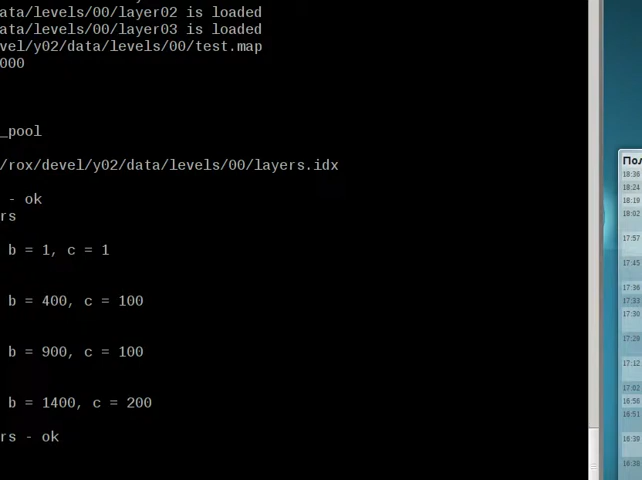 ata/levels/00/layer02 is loaded
ata/levels/00/layer03 is loaded
vel/y02/data/levels/00/test.map
000
_pool
/rox/devel/y02/data/levels/00/layers.idx
- ok
rs
b = 1, c = 1
b = 400, c = 100
b = 900, c = 100
b = 1400, c = 200
rs - ok
Пол
18:38
18:24
18:19
18:02
17:57
17:45
17:36
17:33
17:30
17:20
17:12
17:02
16:56
16:51
16:38
16:38